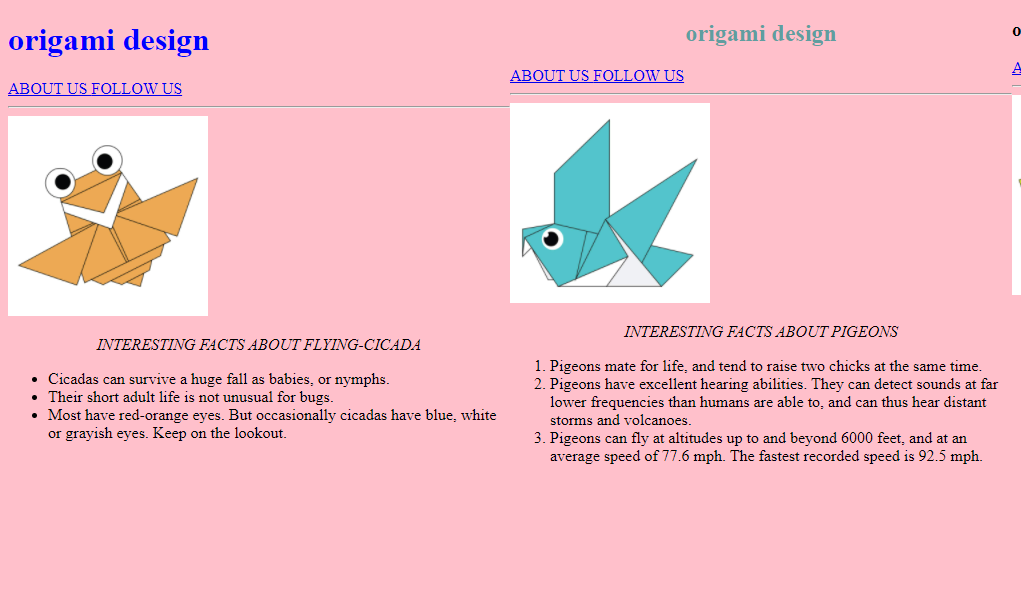 origami design
ABOUT US FOLLOW US
INTERESTING FACTS ABOUT FLYING-CICADA
• Cicadas can survive a huge fall as babies, or nymphs.
• Their short adult life is not unusual for bugs.
• Most have red-orange eyes. But occasionally cicadas have blue, white
or grayish eyes. Keep on the lookout.
origami design
ABOUT US FOLLOW US
INTERESTING FACTS ABOUT PIGEONS
1. Pigeons mate for life, and tend to raise two chicks at the same time.
2. Pigeons have excellent hearing abilities. They can detect sounds at far
lower frequencies than humans are able to, and can thus hear distant
storms and volcanoes.
3. Pigeons can fly at altitudes up to and beyond 6000 feet, and at an
average speed of 77.6 mph. The fastest recorded speed is 92.5 mph.